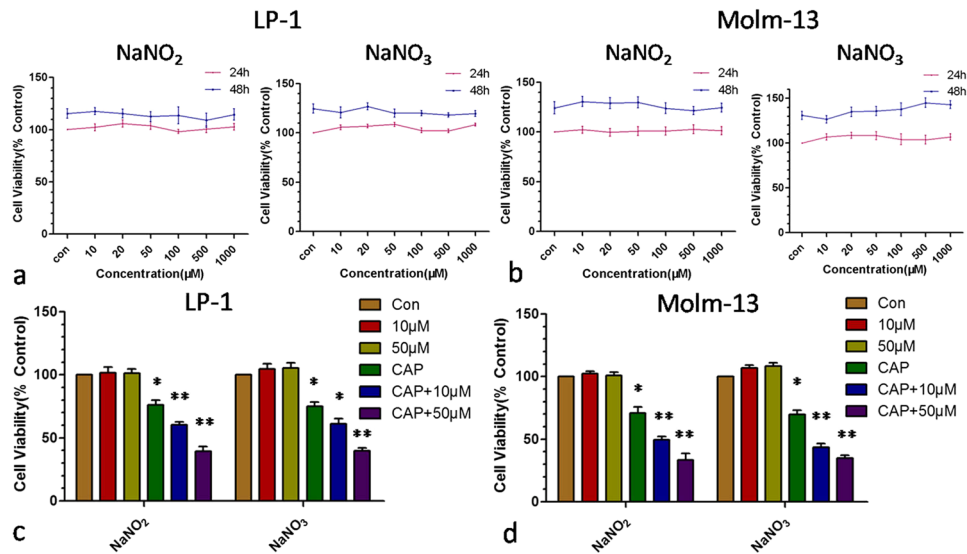 LP-1
Molm-13
NaNO2
NaNO3
NaNO2
NaNO3
24h
48h
24h
48h
24h
48h
24h
48h
Cell Viability(% Control)
150
100
50
0
con 10 20 50 100 500 1000
Concentration(µM)
Cell Viability(% Control)
150
100
50
0
con 10 20 50 100 500 1000
Concentration(µM)
Cell Viability(% Control)
150
100
50
0
con 10 20 50 100 500 1000
Concentration(µM)
Cell Viability(% Control)
150
100
50
0
con 10 20 50 100 500 1000
Concentration(µM)
a
b
LP-1
Cell Viability(% Control)
150
100
50
0
* ** ** * * **
NaNO2 NaNO3
Con
10µM
50µM
CAP
CAP+10µM
CAP+50µM
c
Molm-13
Cell Viability(% Control)
150
100
50
0
* ** ** * ** **
NaNO2 NaNO3
Con
10µM
50µM
CAP
CAP+10µM
CAP+50µM
d